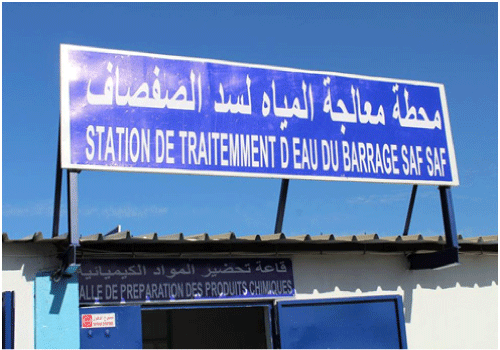 محطة معالجة المياه لسد الصفصاف
STATION DE TRAITEMMENT D EAU DU BARRAGE SAF SAF
قاعة تحضير المواد الكيميائية
ALLE DE PREPARATION DES PRODUITS CHIMIQUES